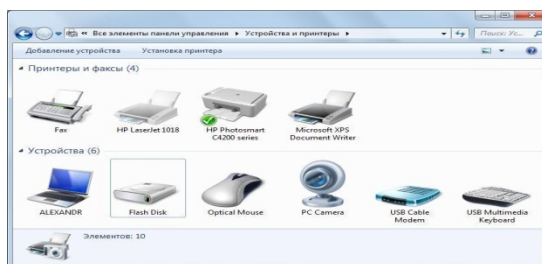 « Все элементы панели управления ▸ Устройства и принтеры ▸
Поиск: Ус...
Добавление устройства Установка принтера
Принтеры и факсы (4)
Fax
HP LaserJet 1018
HP Photosmart
C4200 series
Microsoft XPS
Document Writer
Устройства (6)
ALEXANDR
Flash Disk
Optical Mouse
PC Camera
USB Cable
Modem
USB Multimedia
Keyboard
Элементов: 10